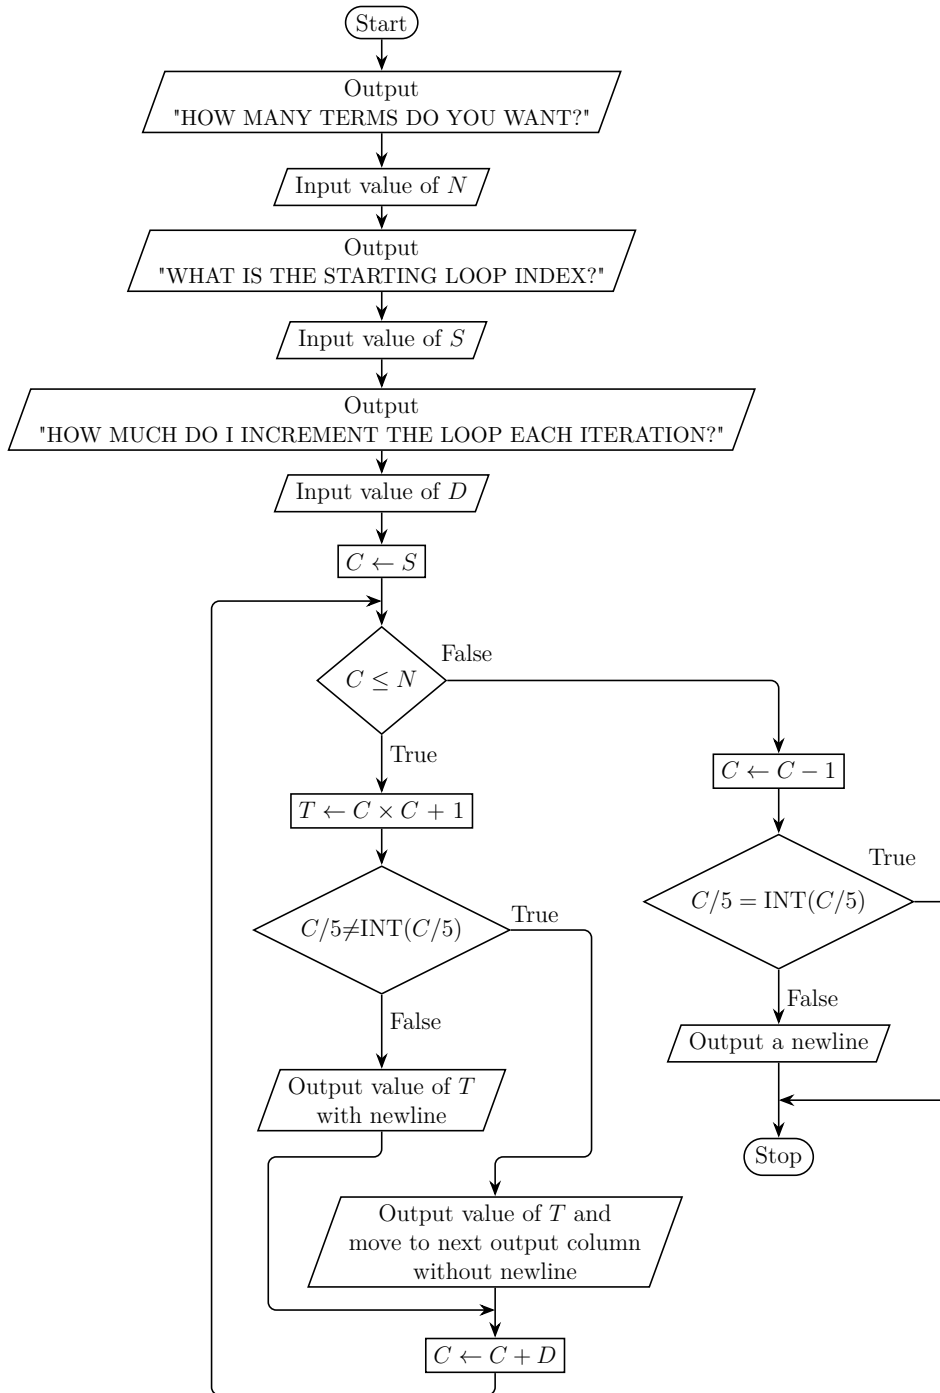 Start
Output
"HOW MANY TERMS DO YOU WANT?"
Input value of N
Output
"WHAT IS THE STARTING LOOP INDEX?"
Input value of S
Output
"HOW MUCH DO I INCREMENT THE LOOP EACH ITERATION?"
Input value of D
C ← S
C ≤ N
False
True
T ← C × C + 1
C/5≠INT(C/5)
True
False
Output value of T
with newline
Output value of T and
move to next output column
without newline
C ← C + D
C ← C − 1
C/5 = INT(C/5)
True
False
Output a newline
Stop